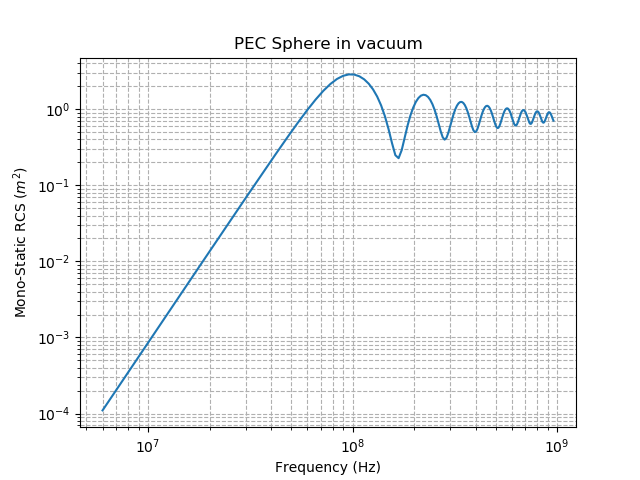 PEC Sphere in vacuum
Mono-Static RCS (m²)
10⁰
10⁻¹
10⁻²
10⁻³
10⁻⁴
10⁷ 10⁸ 10⁹
Frequency (Hz)